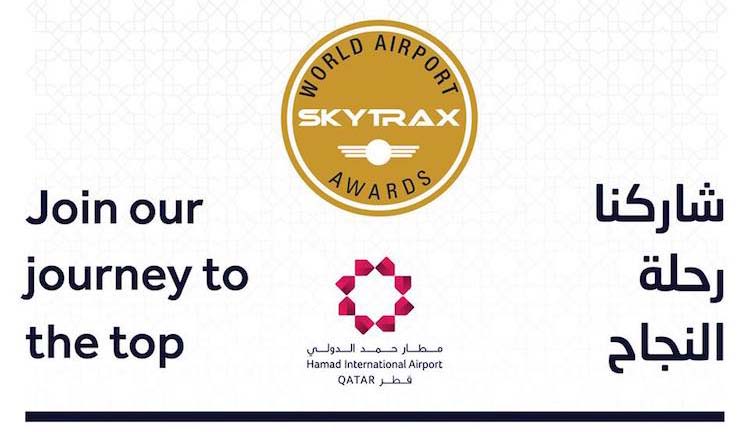 WORLD AIRPORT
SKYTRAX
AWARDS
Join our
journey to
the top
شاركنا
رحلة
النجاح
مطار حمد الدولي
Hamad International Airport
QATAR قطر